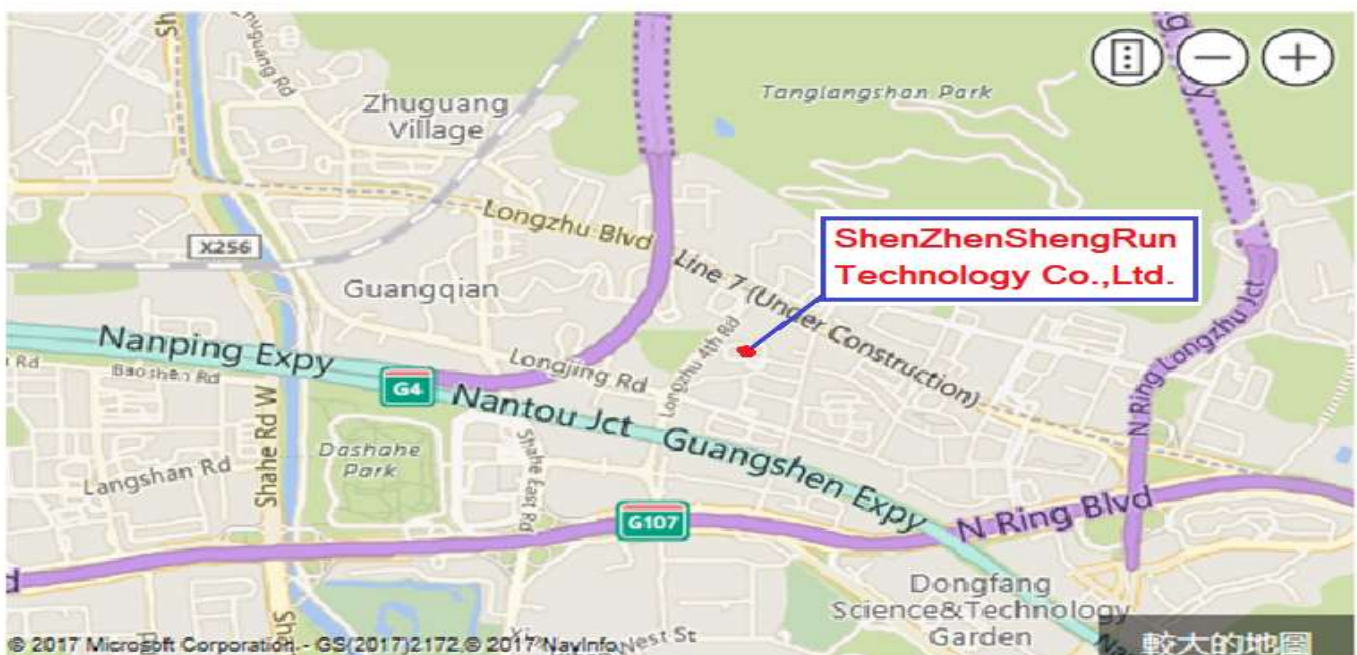 Zhuguang Rd
Tanglangshan Park
Zhuguang
Village
Longzhu Blvd
X256
ShenZhenShengRun
Technology Co.,Ltd.
Line 7 (Under Construction)
Guangqian
N Ring Longzhu Jct
Nanping Expy
Longjing Rd
Longzhu 4th Rd
Baoshen Rd
G4
Nantou Jct
Guangshen Expy
Dashahe
Park
Langshan Rd
Shahe Rd W
Shahe East Rd
G107
N Ring Blvd
Dongfang
Science&Technology
Garden
© 2017 Microsoft Corporation - GS(2017)2172 © 2017 NavInfo
較大的地圖